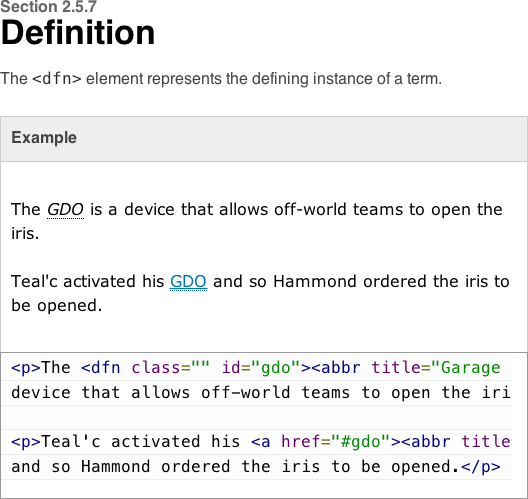 Section 2.5.7
Definition
The <dfn> element represents the defining instance of a term.
Example
The GDO is a device that allows off-world teams to open the
iris.
Teal'c activated his GDO and so Hammond ordered the iris to
be opened.
<p>The <dfn class="" id="gdo"><abbr title="Garage
device that allows off-world teams to open the iri
<p>Teal'c activated his <a href="#gdo"><abbr title
and so Hammond ordered the iris to be opened.</p>